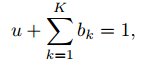 u + \sum_{k=1}^{K} b_k = 1,